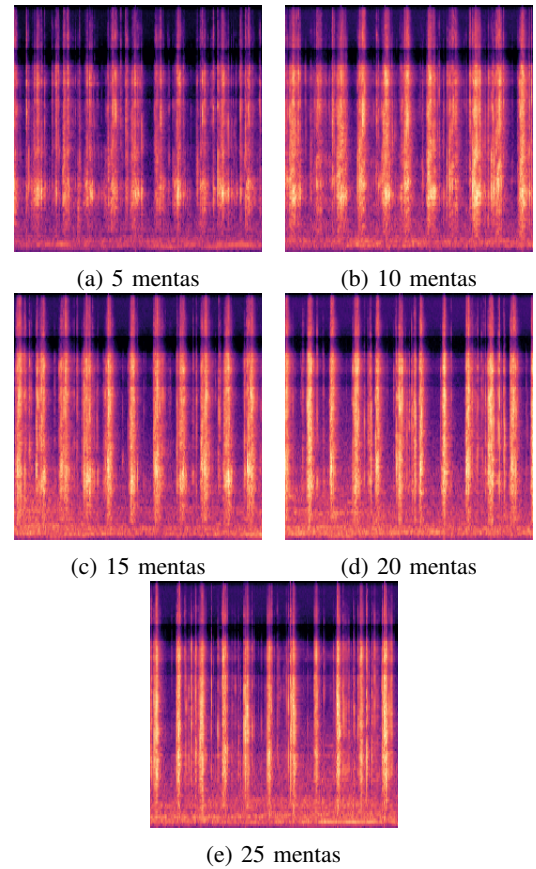 (a) 5 mentas
(b) 10 mentas
(c) 15 mentas
(d) 20 mentas
(e) 25 mentas